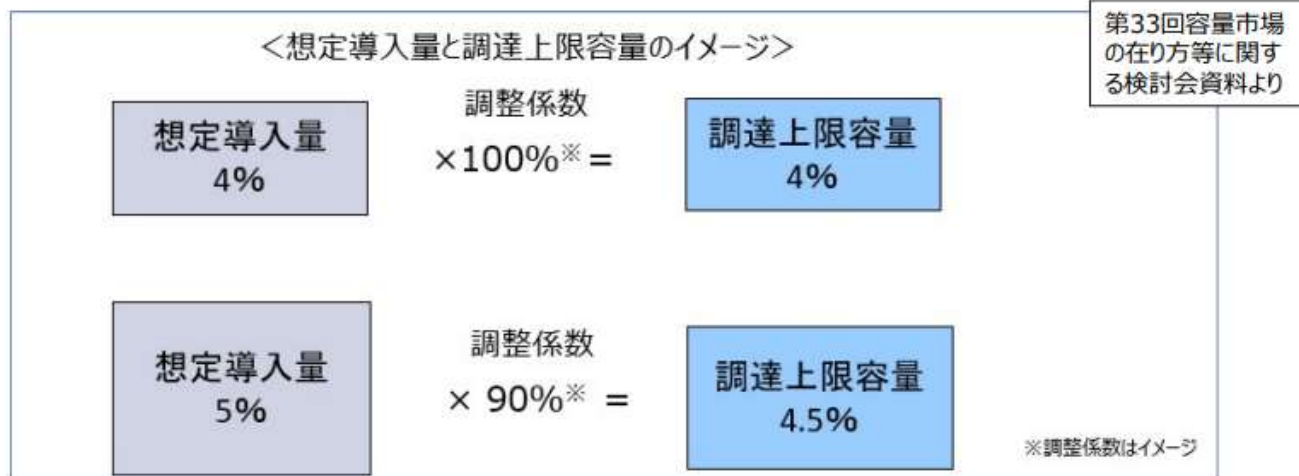 第33回容量市場
の在り方等に関す
る検討会資料より
＜想定導入量と調達上限容量のイメージ＞
想定導入量
4%
調整係数
×100%※=
調達上限容量
4%
想定導入量
5%
調整係数
× 90%※ =
調達上限容量
4.5%
※調整係数はイメージ